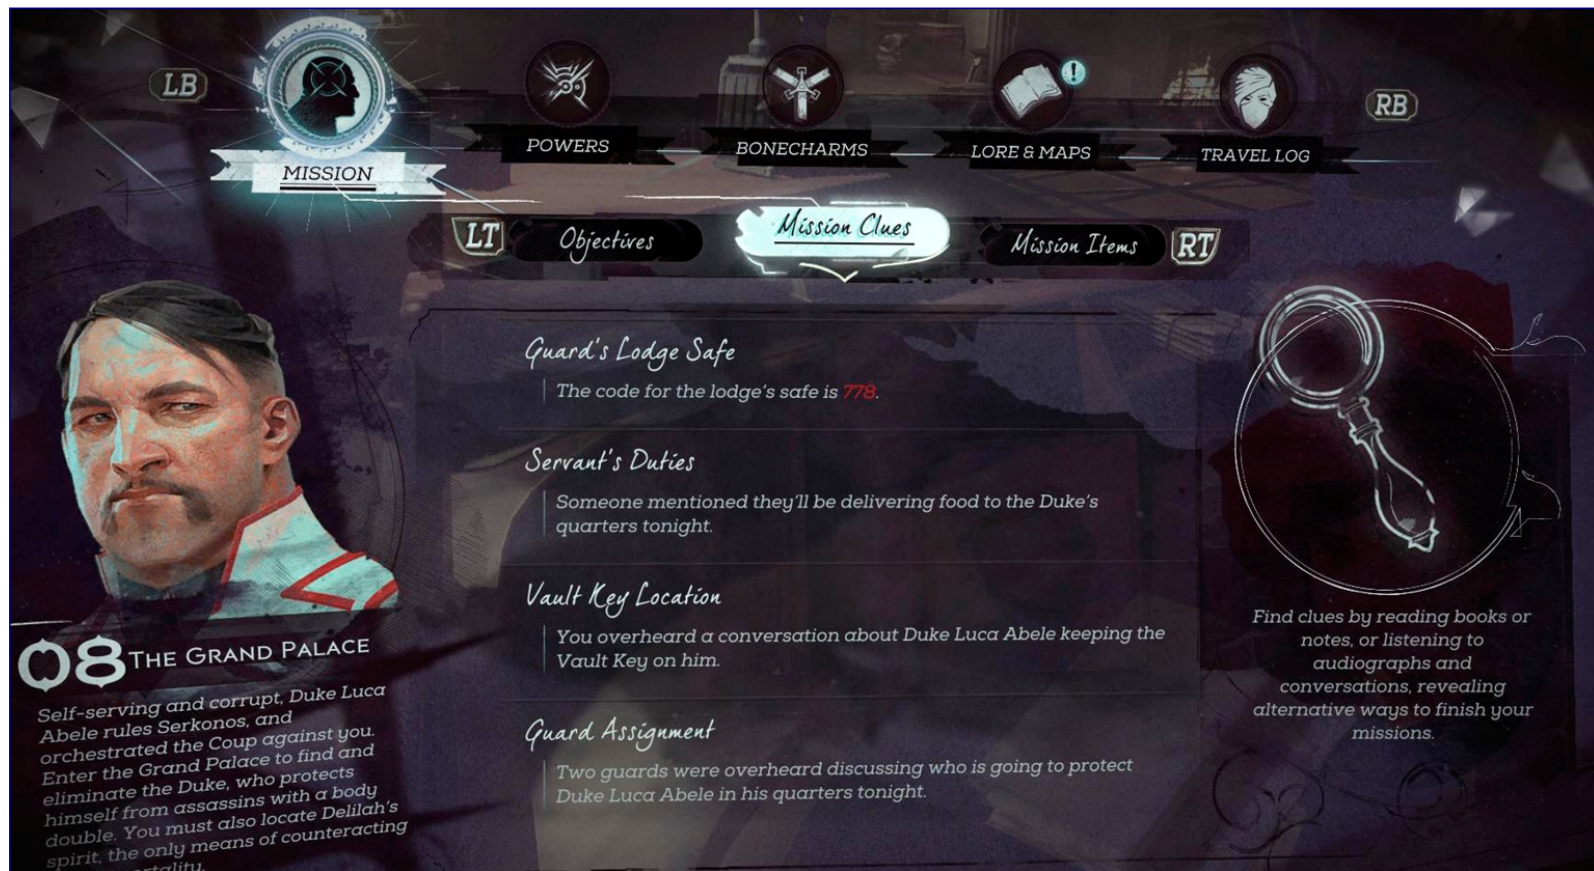 LB
MISSION
POWERS
BONECHARMS
!
LORE & MAPS
TRAVEL LOG
RB
LT
Objectives
Mission Clues
Mission Items
RT
Guard's Lodge Safe
The code for the lodge's safe is 778.
Servant's Duties
Someone mentioned they'll be delivering food to the Duke's
quarters tonight.
Vault Key Location
You overheard a conversation about Duke Luca Abele keeping the
Vault Key on him.
Guard Assignment
Two guards were overheard discussing who is going to protect
Duke Luca Abele in his quarters tonight.
08 THE GRAND PALACE
Self-serving and corrupt, Duke Luca
Abele rules Serkonos, and
orchestrated the Coup against you.
Enter the Grand Palace to find and
eliminate the Duke, who protects
himself from assassins with a body
double. You must also locate Delilah's
spirit, the only means of counteracting
Find clues by reading books or
notes, or listening to
audiographs and
conversations, revealing
alternative ways to finish your
missions.